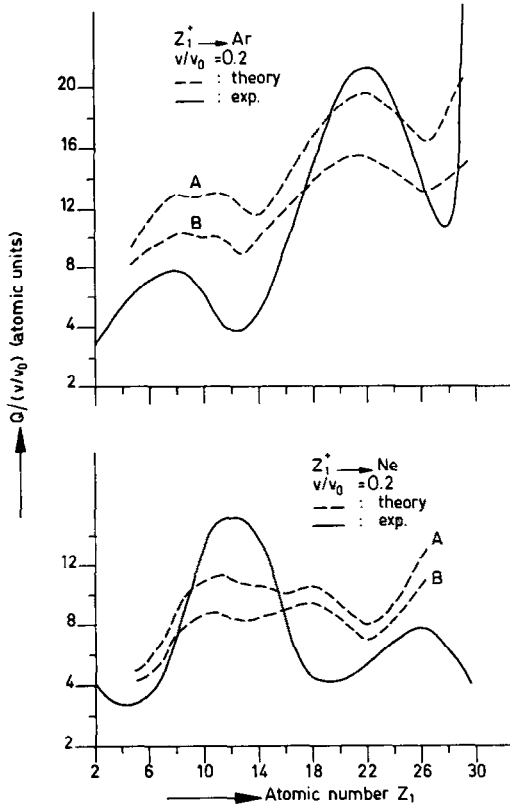 Z₁⁺ → Ar
v/v₀ = 0.2
--- : theory
— : exp.
20
16
12
8
4
2
A
B
Q/(v/v₀) (atomic units)
Z₁⁺ → Ne
v/v₀ = 0.2
--- : theory
— : exp.
12
8
4
2
A
B
2 6 10 14 18 22 26 30
Atomic number Z₁